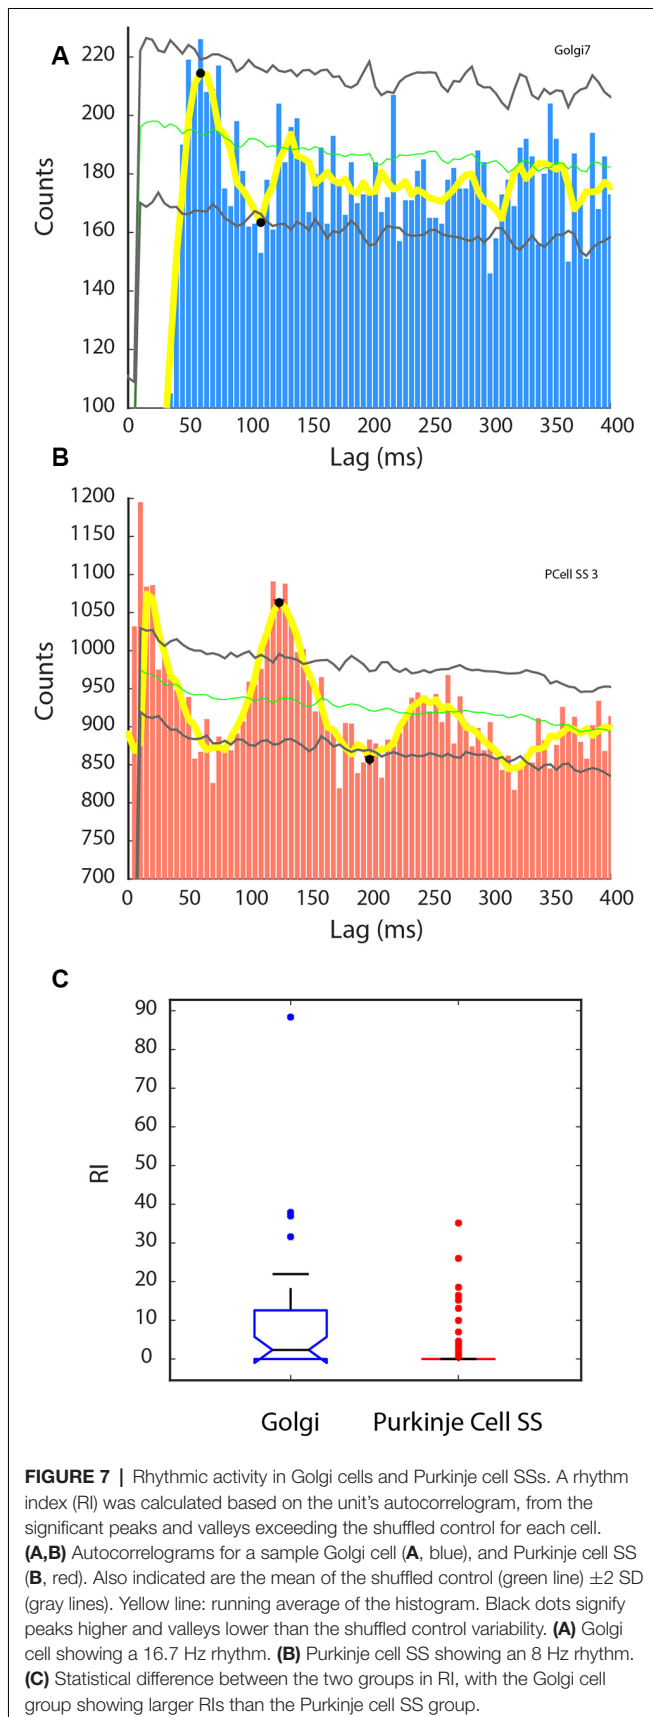 A
Golgi7
220
200
180
160
140
120
100
Counts
50 100 150 200 250 300 350 400
0
Lag (ms)
B
PCell SS 3
1200
1150
1100
1050
1000
950
900
850
800
750
700
Counts
0 50 100 150 200 250 300 350 400
Lag (ms)
C
90
80
70
60
50
40
30
20
10
0
RI
Golgi Purkinje Cell SS
FIGURE 7 | Rhythmic activity in Golgi cells and Purkinje cell SSs. A rhythm
index (RI) was calculated based on the unit's autocorrelogram, from the
significant peaks and valleys exceeding the shuffled control for each cell.
(A,B) Autocorrelograms for a sample Golgi cell (A, blue), and Purkinje cell SS
(B, red). Also indicated are the mean of the shuffled control (green line) ±2 SD
(gray lines). Yellow line: running average of the histogram. Black dots signify
peaks higher and valleys lower than the shuffled control variability. (A) Golgi
cell showing a 16.7 Hz rhythm. (B) Purkinje cell SS showing an 8 Hz rhythm.
(C) Statistical difference between the two groups in RI, with the Golgi cell
group showing larger RIs than the Purkinje cell SS group.